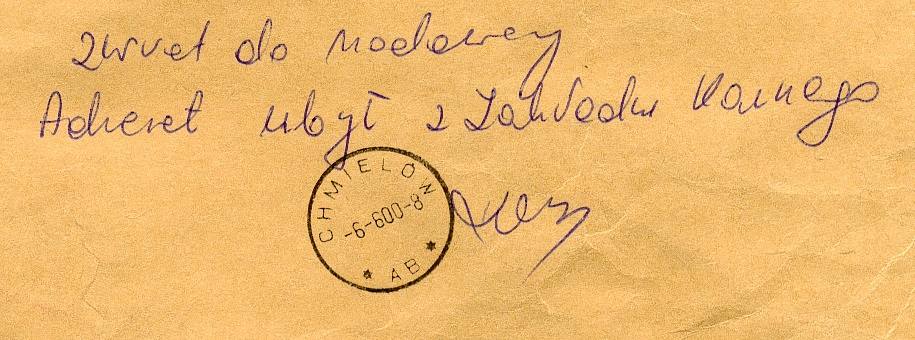 Zwrot do nadawcy
Adresat ubył z Zakładu Karnego
CHMIELÓW
-6-600-8
* AB *